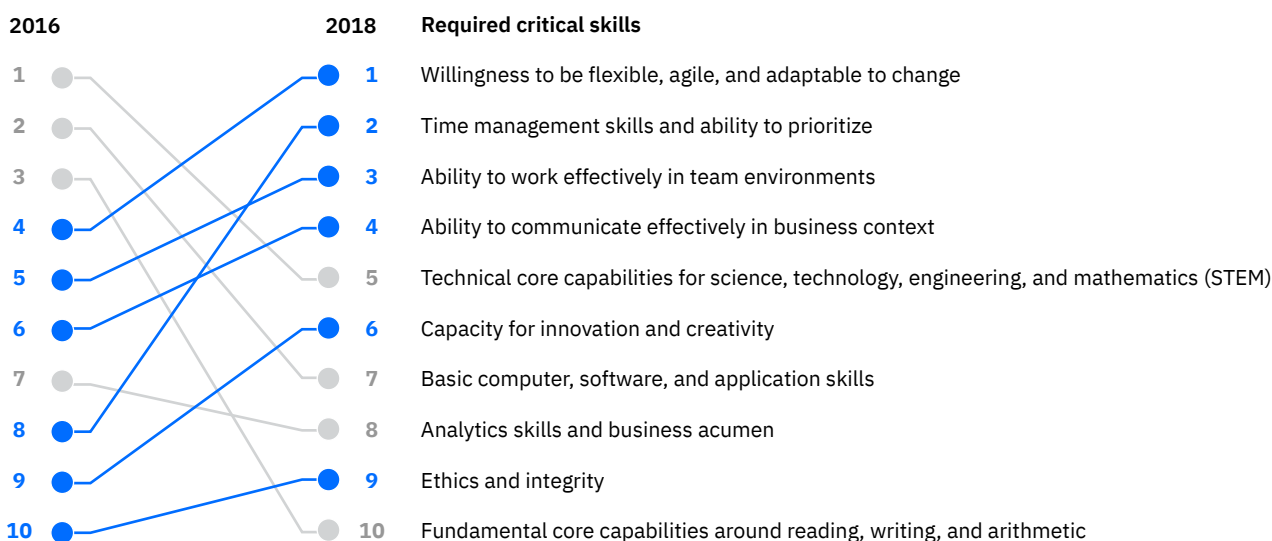 2016 2018 Required critical skills
1 1 Willingness to be flexible, agile, and adaptable to change
2 2 Time management skills and ability to prioritize
3 3 Ability to work effectively in team environments
4 4 Ability to communicate effectively in business context
5 5 Technical core capabilities for science, technology, engineering, and mathematics (STEM)
6 6 Capacity for innovation and creativity
7 7 Basic computer, software, and application skills
8 8 Analytics skills and business acumen
9 9 Ethics and integrity
10 10 Fundamental core capabilities around reading, writing, and arithmetic